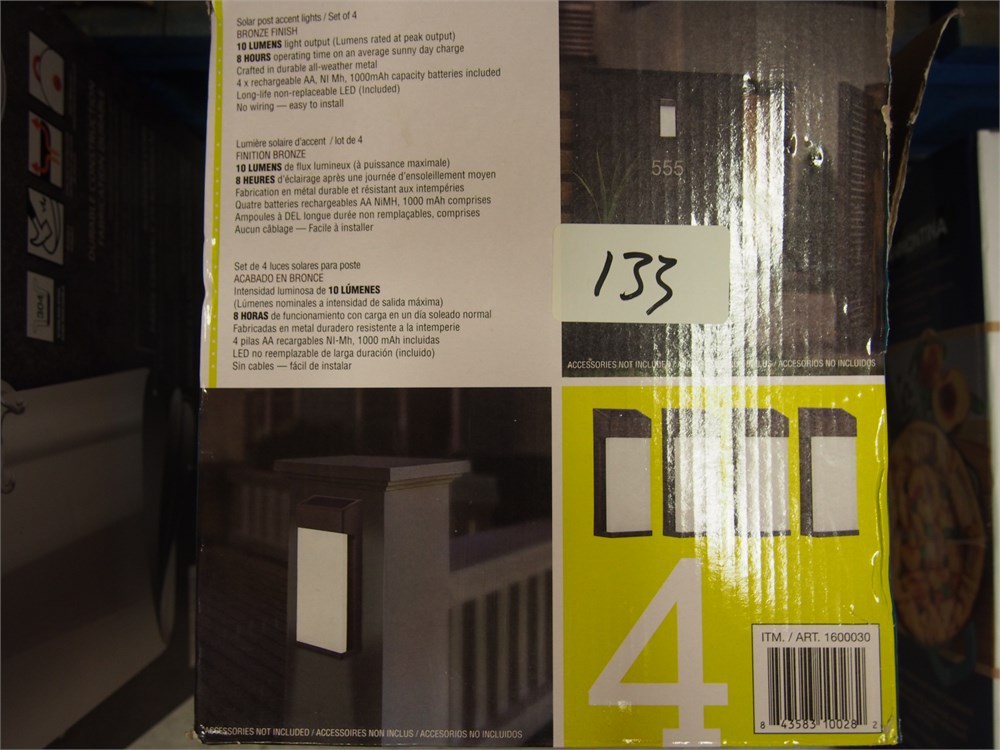 Solar post accent lights / Set of 4
BRONZE FINISH
10 LUMENS light output (Lumens rated at peak output)
8 HOURS operating time on an average sunny day charge
Crafted in durable all-weather metal
4 x rechargeable AA, NI Mh, 1000mAh capacity batteries included
Long-life non-replaceable LED (Included)
No wiring — easy to install
Lumière solaire d'accent / lot de 4
FINITION BRONZE
10 LUMENS de flux lumineux (à puissance maximale)
8 HEURES d'éclairage après une journée d'ensoleillement moyen
Fabrication en métal durable et résistant aux intempéries
Quatre batteries rechargeables AA NiMH, 1000 mAh comprises
Ampoules à DEL longue durée non remplaçables, comprises
Aucun câblage — Facile à installer
Set de 4 luces solares para poste
ACABADO EN BRONCE
Intensidad luminosa de 10 LÚMENES
(Lúmenes nominales a intensidad de salida máxima)
8 HORAS de funcionamiento con carga en un día soleado normal
Fabricadas en metal duradero resistente a la intemperie
4 pilas AA recargables NI-Mh, 1000 mAh incluidas
LED no reemplazable de larga duración (incluido)
Sin cables — fácil de instalar
555
133
ACCESSORIES NOT INCLUDED / ACCESORIOS NO INCLUIDOS
ACCESSORIES NOT INCLUDED / ACCESSOIRES NON INCLUS / ACCESORIOS NO INCLUIDOS
4
ITM. / ART. 1600030
8 43583 10028 2
304